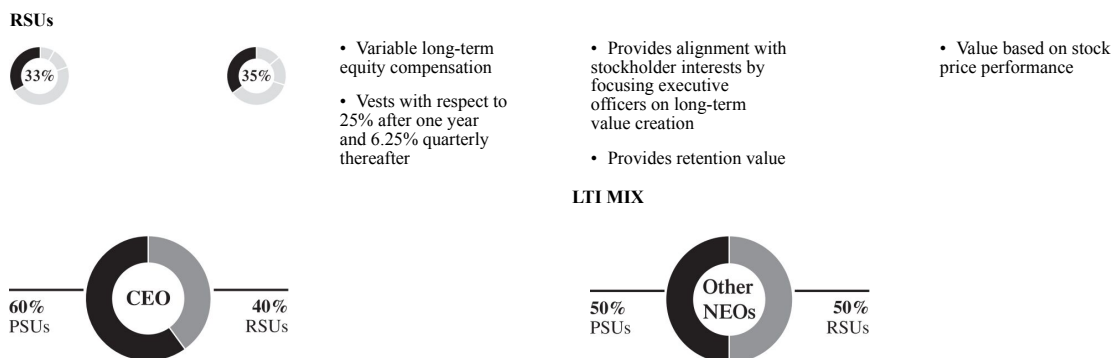 RSUs
33%
35%
• Variable long-term
equity compensation
• Vests with respect to
25% after one year
and 6.25% quarterly
thereafter
• Provides alignment with
stockholder interests by
focusing executive
officers on long-term
value creation
• Provides retention value
• Value based on stock
price performance
LTI MIX
60%
PSUs
CEO
40%
RSUs
50%
PSUs
Other
NEOs
50%
RSUs